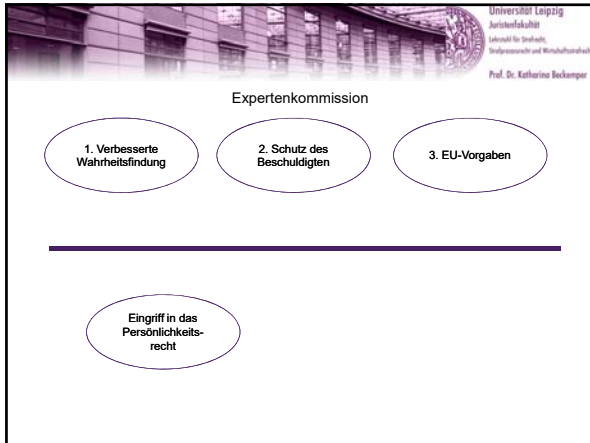 Universität Leipzig
Juristenfakultät
Lehrstuhl für Strafrecht,
Strafprozessrecht und Wirtschaftsstrafrecht
Prof. Dr. Katharina Beckemper
Expertenkommission
1. Verbesserte
Wahrheitsfindung
2. Schutz des
Beschuldigten
3. EU-Vorgaben
Eingriff in das
Persönlichkeits-
recht